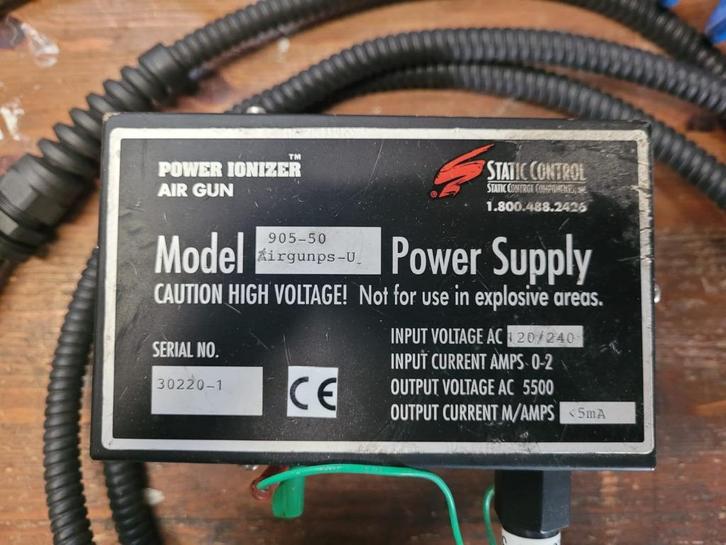 POWER IONIZER™
AIR GUN
STATIC CONTROL
STATIC CONTROL COMPONENTS, INC.
®
1.800.488.2426
Model 905-50 Airgunps-U Power Supply
CAUTION HIGH VOLTAGE! Not for use in explosive areas.
SERIAL NO.
30220-1
CE
INPUT VOLTAGE AC 120/240
INPUT CURRENT AMPS 0-2
OUTPUT VOLTAGE AC 5500
OUTPUT CURRENT M/AMPS <5mA